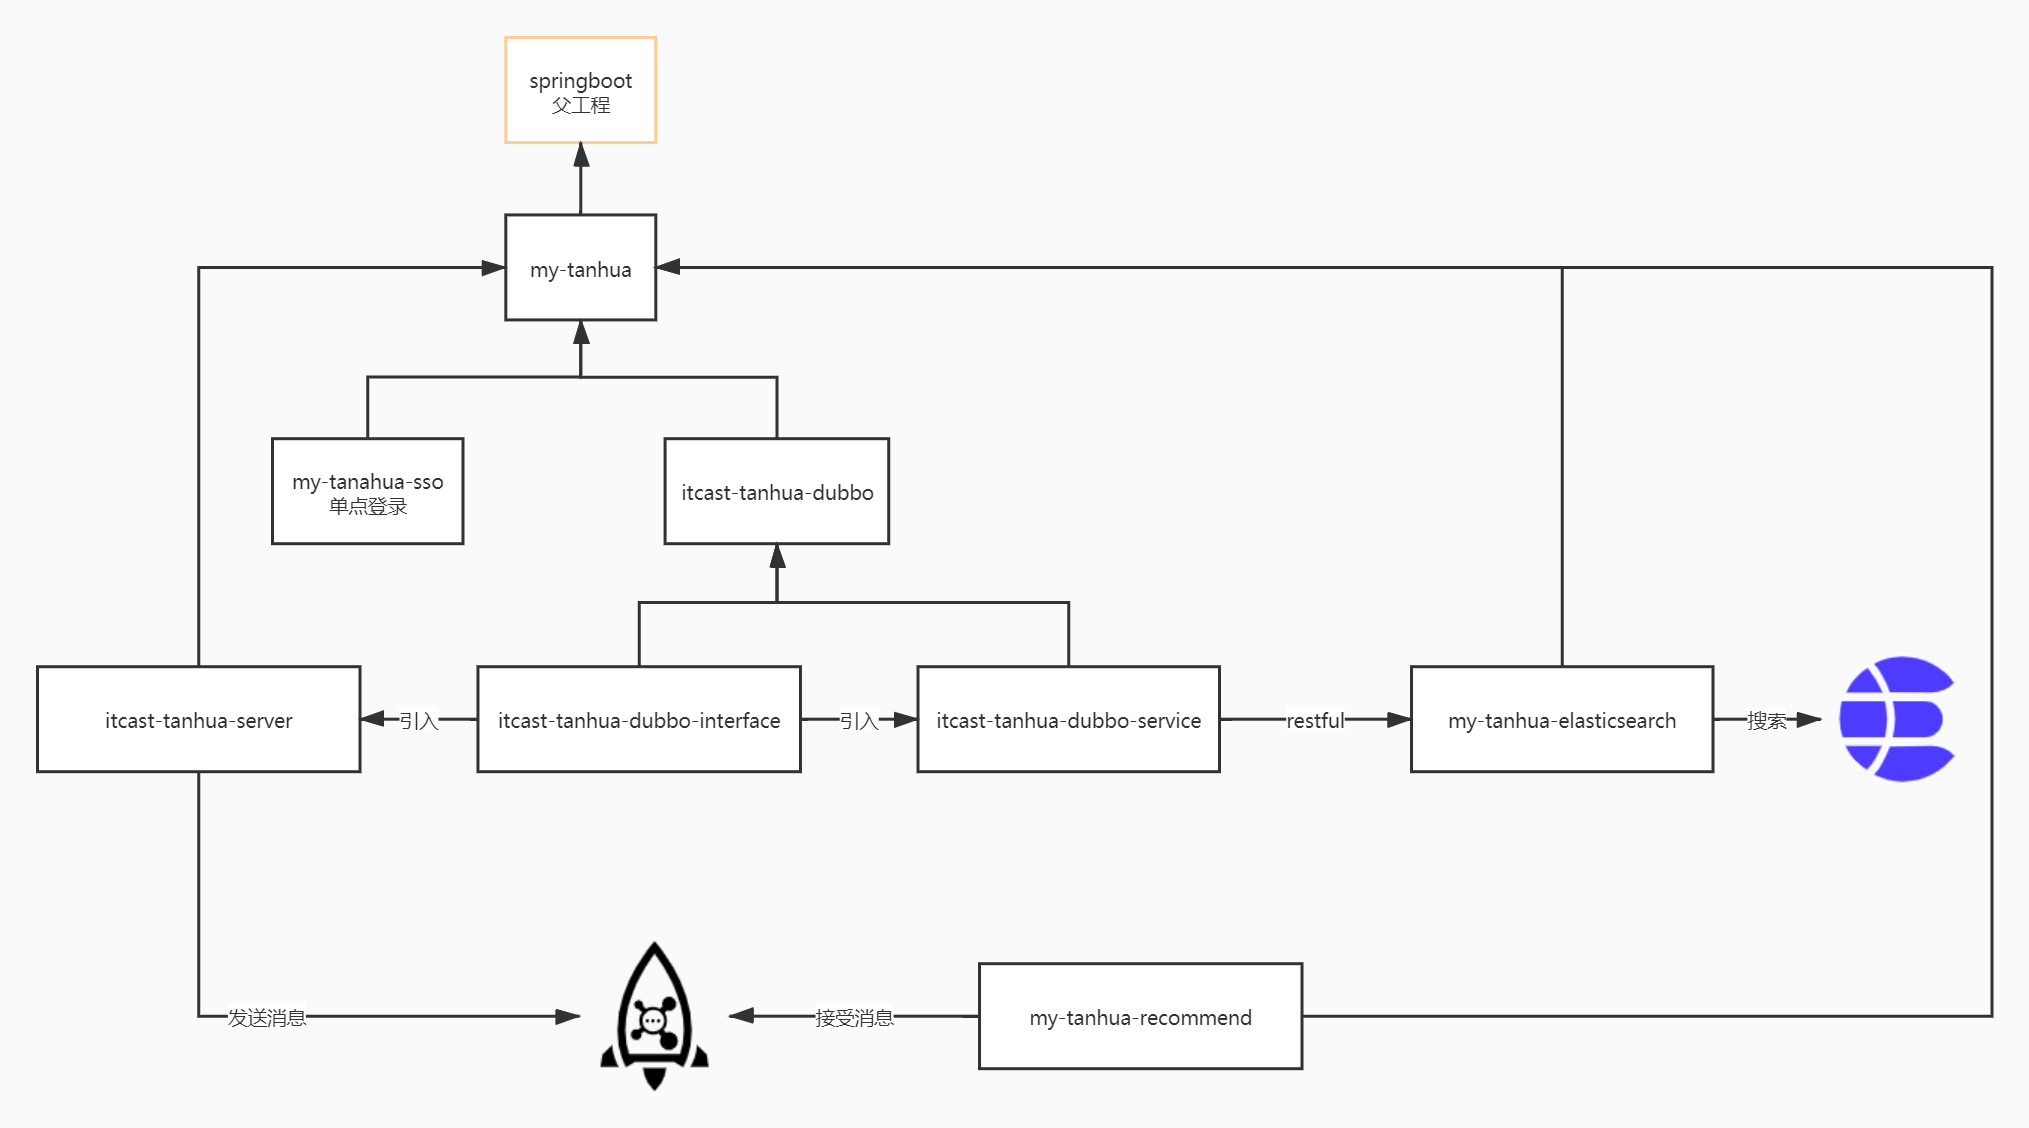 springboot
父工程
my-tanhua
my-tanahua-sso
单点登录
itcast-tanhua-dubbo
itcast-tanhua-server
引入
itcast-tanhua-dubbo-interface
引入
itcast-tanhua-dubbo-service
restful
my-tanhua-elasticsearch
搜索
发送消息
接受消息
my-tanhua-recommend